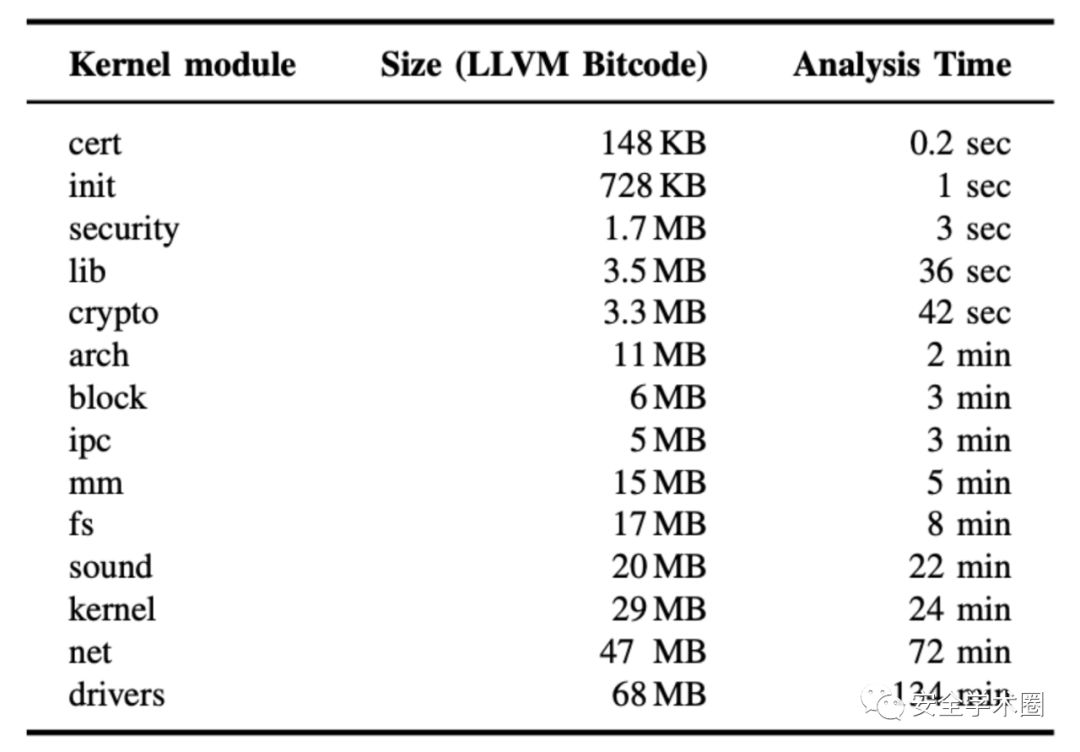 Kernel module Size (LLVM Bitcode) Analysis Time
cert 148 KB 0.2 sec
init 728 KB 1 sec
security 1.7 MB 3 sec
lib 3.5 MB 36 sec
crypto 3.3 MB 42 sec
arch 11 MB 2 min
block 6 MB 3 min
ipc 5 MB 3 min
mm 15 MB 5 min
fs 17 MB 8 min
sound 20 MB 22 min
kernel 29 MB 24 min
net 47 MB 72 min
drivers 68 MB 134 min
安全学术圈